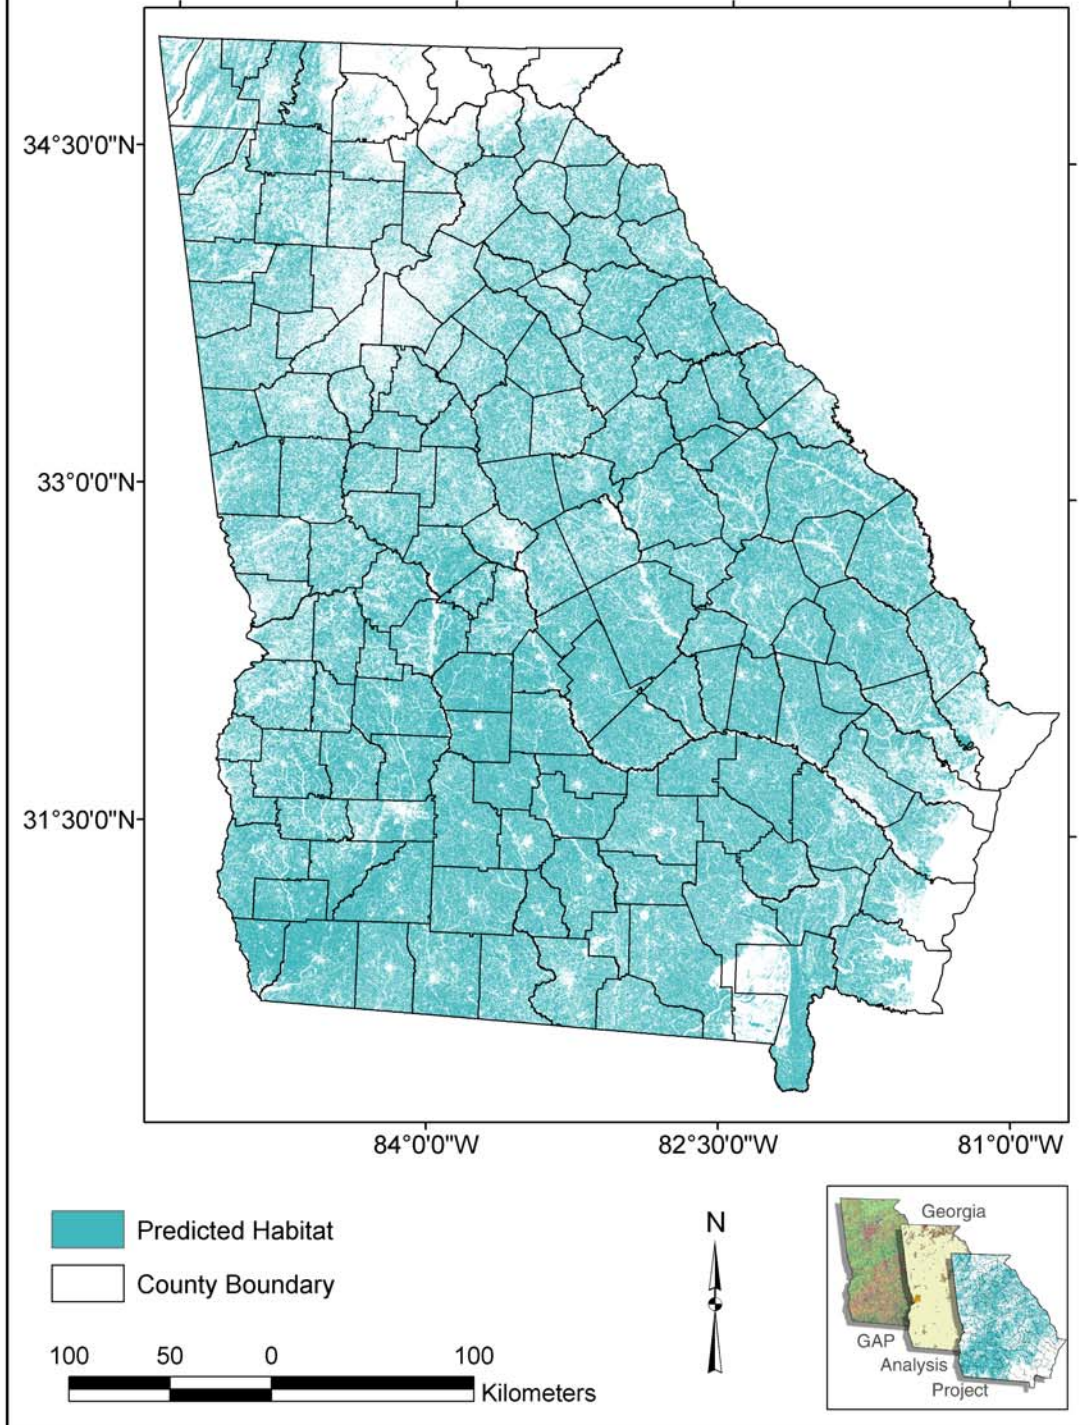 34°30'0"N
33°0'0"N
31°30'0"N
84°0'0"W 82°30'0"W 81°0'0"W
Predicted Habitat
County Boundary
100 50 0 100
Kilometers
N
Georgia
GAP
Analysis
Project